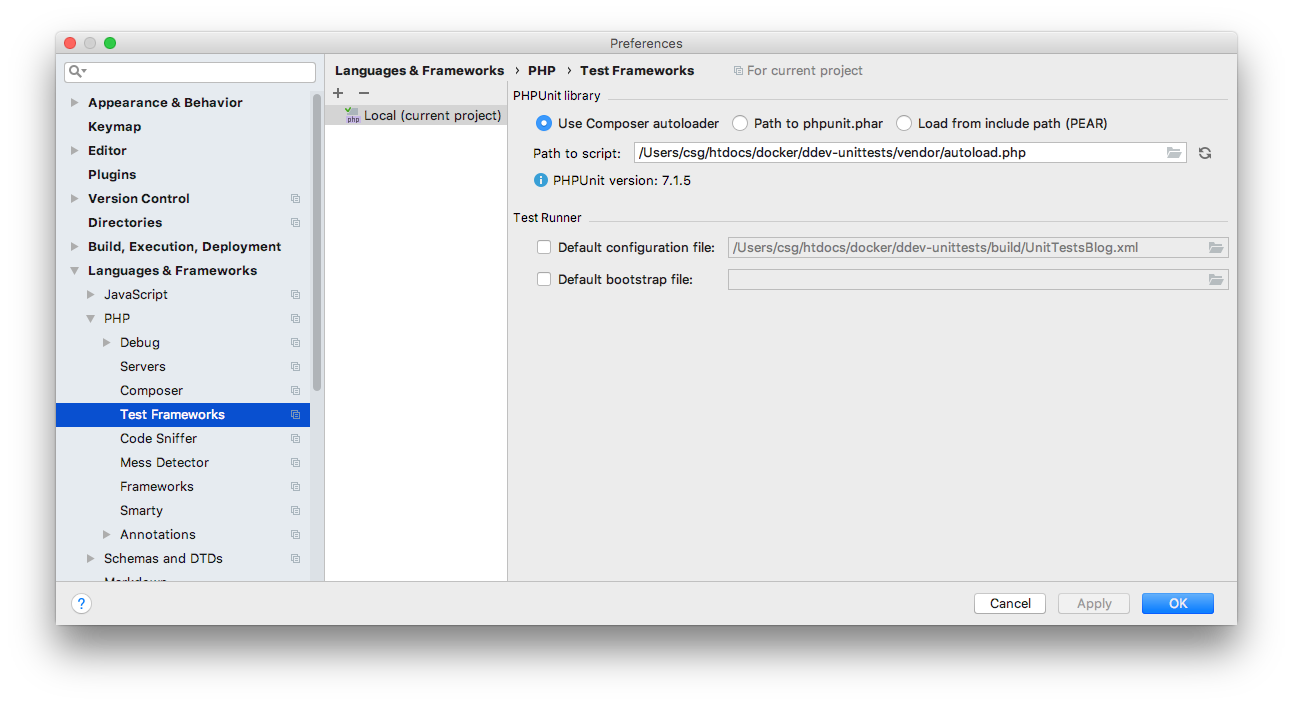 Preferences
Languages & Frameworks › PHP › Test Frameworks For current project
Appearance & Behavior
Keymap
Editor
Plugins
Version Control
Directories
Build, Execution, Deployment
Languages & Frameworks
JavaScript
PHP
Debug
Servers
Composer
Test Frameworks
Code Sniffer
Mess Detector
Frameworks
Smarty
Annotations
Schemas and DTDs
Markdown
+ −
php Local (current project)
PHPUnit library
Use Composer autoloader Path to phpunit.phar Load from include path (PEAR)
Path to script: /Users/csg/htdocs/docker/ddev-unittests/vendor/autoload.php
PHPUnit version: 7.1.5
Test Runner
Default configuration file: /Users/csg/htdocs/docker/ddev-unittests/build/UnitTestsBlog.xml
Default bootstrap file:
? Cancel Apply OK